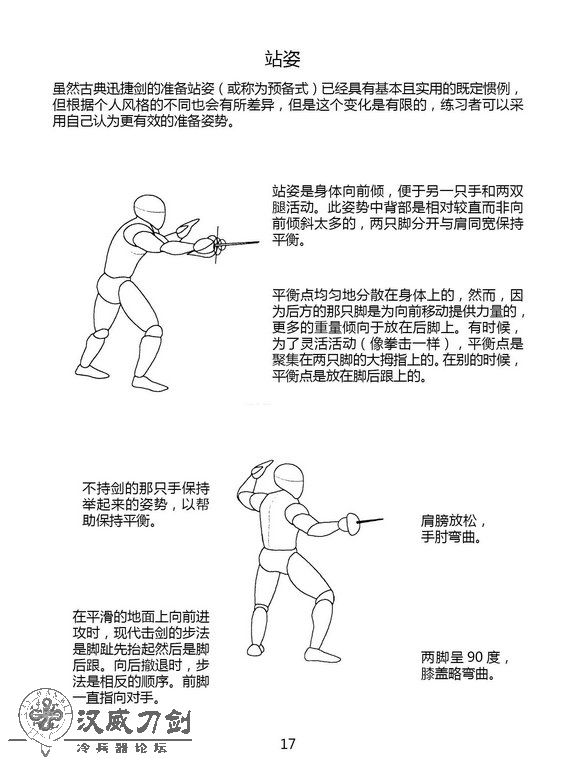 站姿
虽然古典迅捷剑的准备站姿（或称为预备式）已经具有基本且实用的既定惯例，
但根据个人风格的不同也会有所差异，但是这个变化是有限的，练习者可以采
用自己认为更有效的准备姿势。
站姿是身体向前倾，便于另一只手和两双
腿活动。此姿势中背部是相对较直而非向
前倾斜太多的，两只脚分开与肩同宽保持
平衡。
平衡点均匀地分散在身体上的，然而，因
为后方的那只脚是为向前移动提供力量的，
更多的重量倾向于放在后脚上。有时候，
为了灵活活动（像拳击一样），平衡点是
聚集在两只脚的大拇指上的。在别的时候，
平衡点是放在脚后跟上的。
不持剑的那只手保持
举起来的姿势，以帮
助保持平衡。
肩膀放松，
手肘弯曲。
在平滑的地面上向前进
攻时，现代击剑的步法
是脚趾先抬起然后是脚
后跟。向后撤退时，步
法是相反的顺序。前脚
一直指向对手。
两脚呈 90 度，
膝盖略弯曲。
汉威刀剑
冷兵器论坛
17